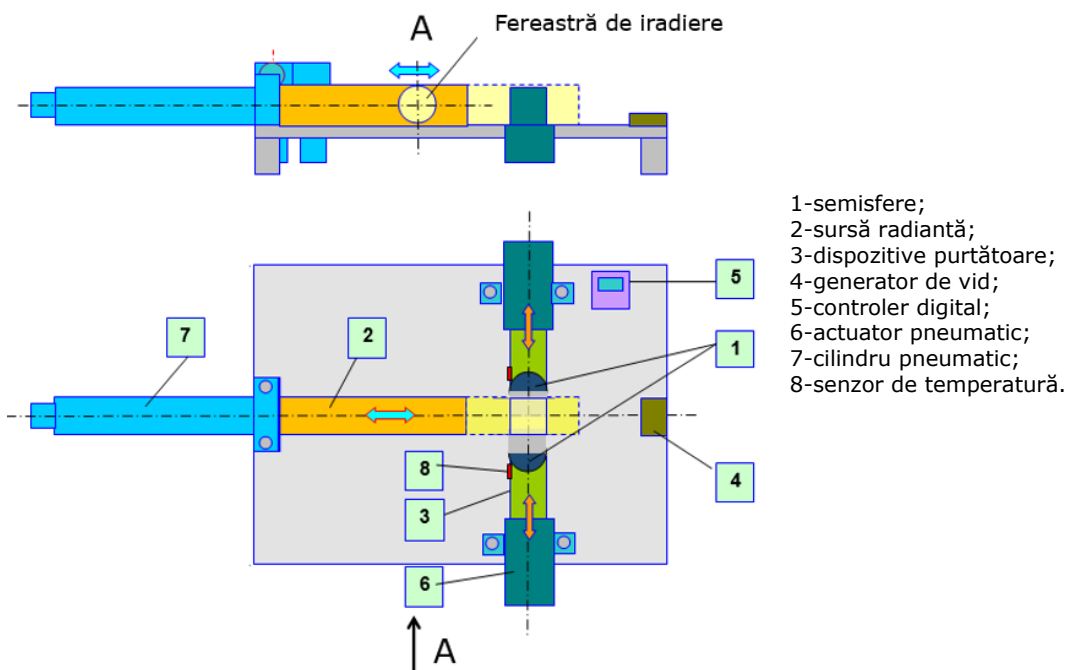 A
Fereastră de iradiere
1-semisfere;
2-sursă radiantă;
3-dispozitive purtătoare;
4-generator de vid;
5-controler digital;
6-actuator pneumatic;
7-cilindru pneumatic;
8-senzor de temperatură.
5
7
2
1
8
4
3
6
A